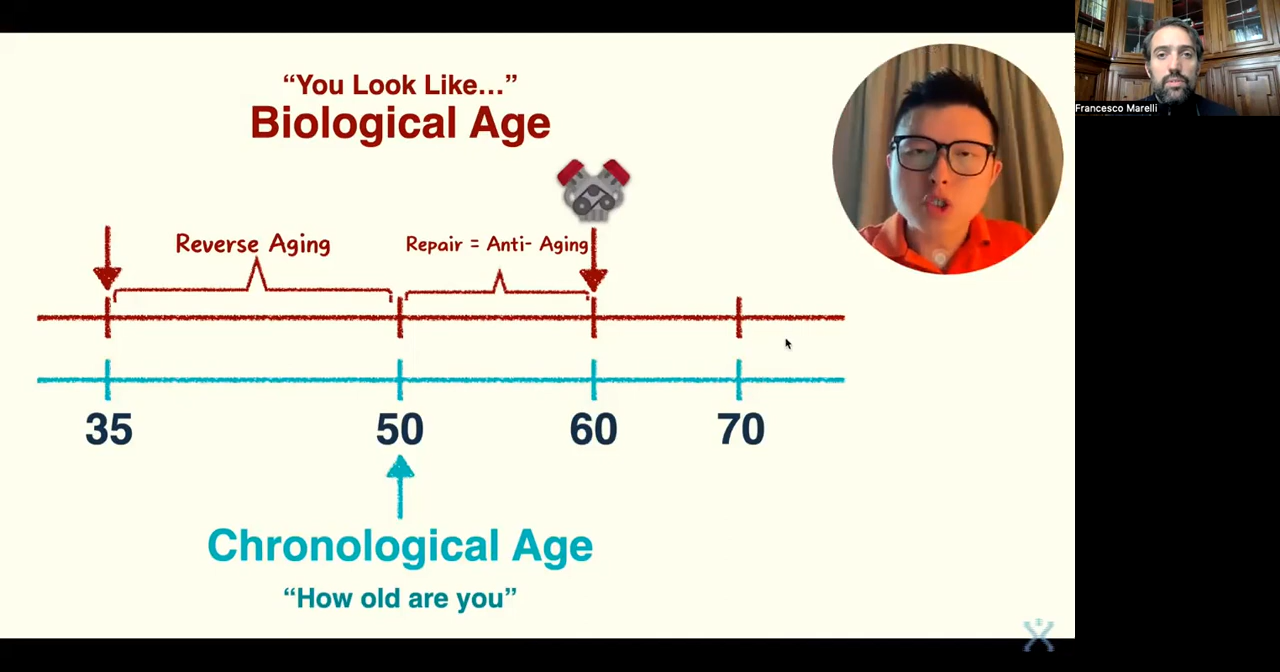 “You Look Like...”
Biological Age
Francesco Marelli
Reverse Aging
Repair = Anti- Aging
35
50
60
70
Chronological Age
“How old are you”